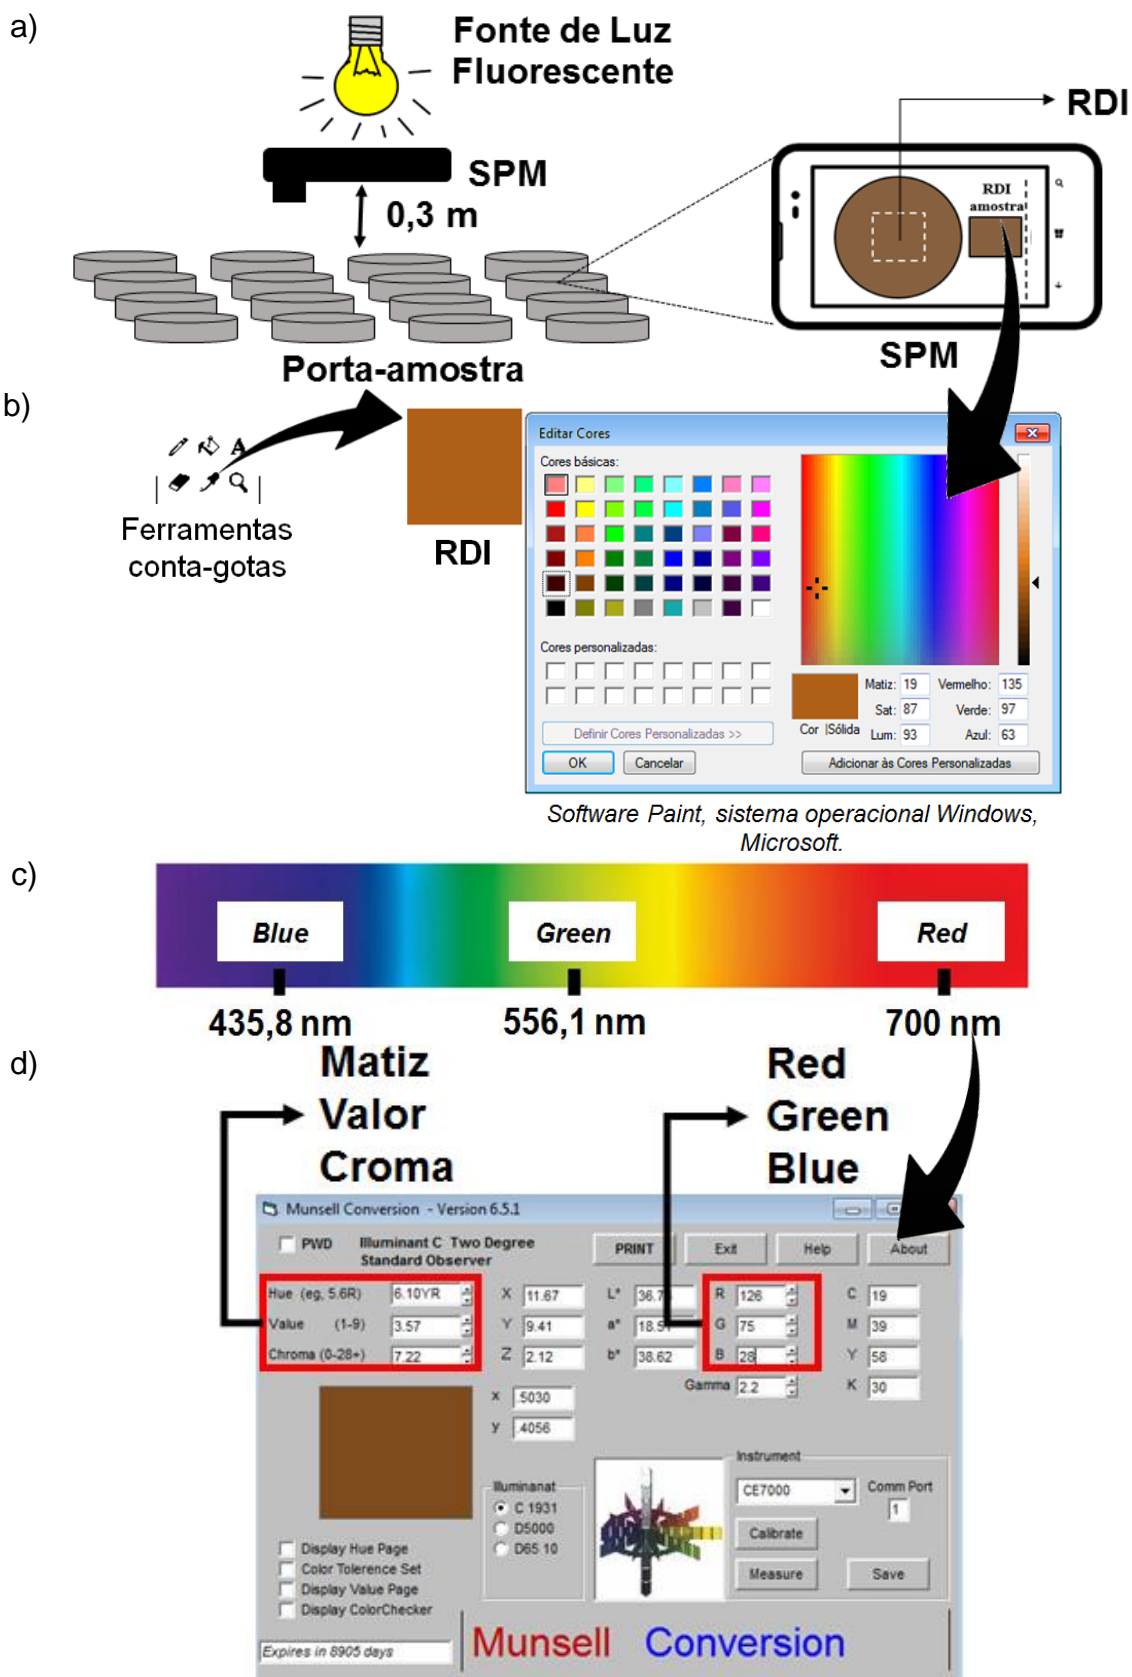 a)
Fonte de Luz
Fluorescente
SPM
0,3 m
Porta-amostra
RDI
RDI
amostra
SPM
b)
A
Ferramentas
conta-gotas
RDI
Editar Cores
Cores básicas:
Cores personalizadas:
Definir Cores Personalizadas >>
OK
Cancelar
Cor |Sólida
Matiz: 19
Sat: 87
Lum: 93
Vermelho: 135
Verde: 97
Azul: 63
Adicionar às Cores Personalizadas
Software Paint, sistema operacional Windows,
Microsoft.
c)
Blue
Green
Red
435,8 nm
556,1 nm
700 nm
d)
Matiz
Valor
Croma
Red
Green
Blue
Munsell Conversion - Version 6.5.1
PWD
Illuminant C Two Degree
Standard Observer
PRINT
Exit
Help
About
Hue (eg, 5.6R) 6.10YR
Value (1-9) 3.57
Chroma (0-28+) 7.22
X 11.67
Y 9.41
Z 2.12
x .5030
y .4056
L*
a*
b* 38.62
R 126
G 75
B 28
Gamma 2.2
C 19
M 39
Y 58
K 30
Illuminanat
C 1931
D5000
D65 10
Instrument
CE7000
Comm Port
1
Calibrate
Measure
Save
Display Hue Page
Color Tolerence Set
Display Value Page
Display ColorChecker
Expires in 8905 days
Munsell Conversion